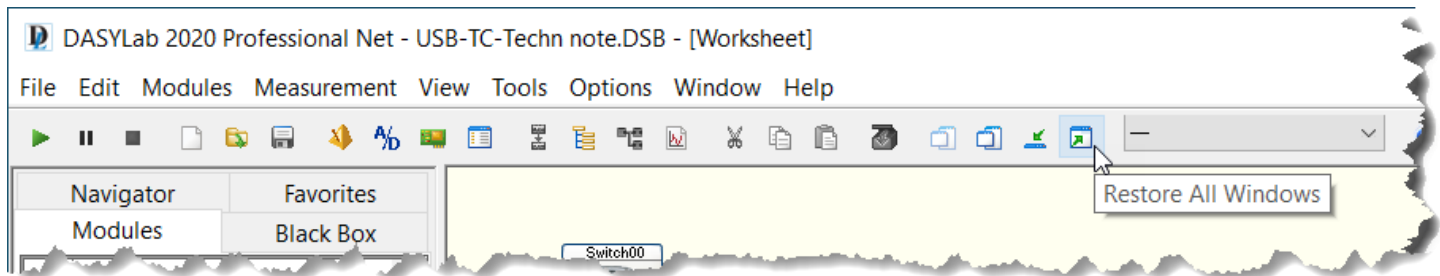 DASYLab 2020 Professional Net - USB-TC-Techn note.DSB - [Worksheet]
File Edit Modules Measurement View Tools Options Window Help
A/D
Navigator Favorites
Restore All Windows
Modules Black Box
Switch00